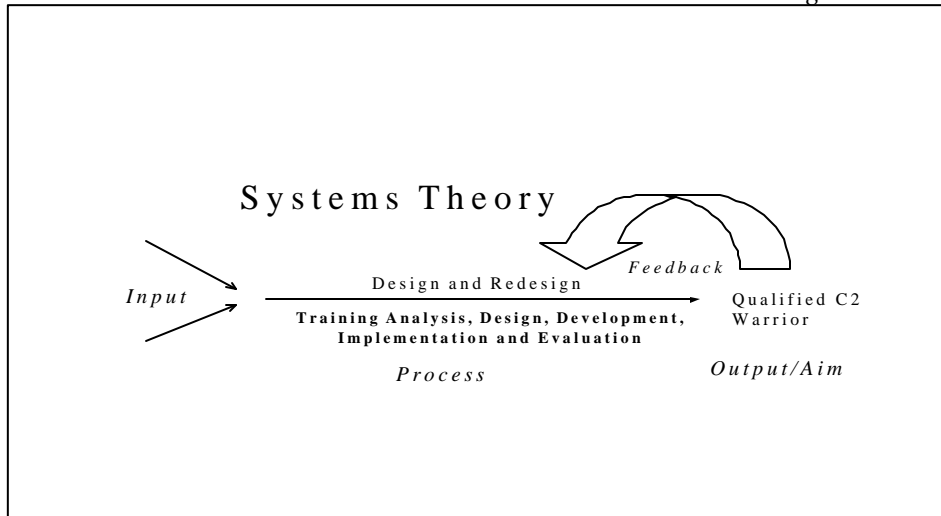 Systems Theory
Feedback
Design and Redesign
Input
Qualified C2
Warrior
Training Analysis, Design, Development,
Implementation and Evaluation
Process
Output/Aim